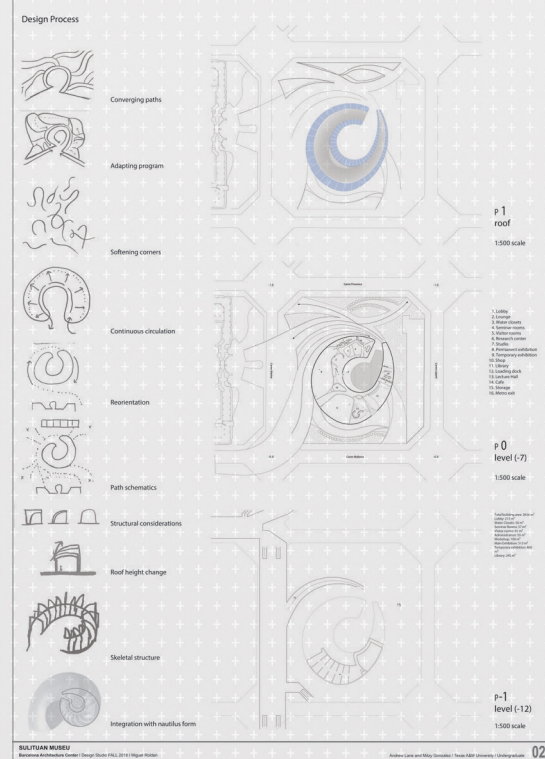 Design Process
Converging paths
Adapting program
Softening corners
Continuous circulation
Reorientation
Path schematics
Structural considerations
Roof height change
Skeletal structure
Integration with nautilus form
P 1
roof
1:500 scale
1. Lobby
2. Lounge
3. Water closets
4. Seminar rooms
5. Visitor rooms
6. Research center
7. Studio
8. Permanent exhibition
9. Temporary exhibition
10. Shop
11. Library
12. Loading dock
13. Lecture Hall
14. Cafe
15. Storage
16. Metro exit
P 0
level (-7)
1:500 scale
15
P-1
level (-12)
1:500 scale
SULITUAN MUSEU
Barcelona Architecture Center I Design Studio FALL 2016 I Miguel Roldán
Andrew Lane and Miby Gonzalez I Texas A&M University I Undergraduate
02